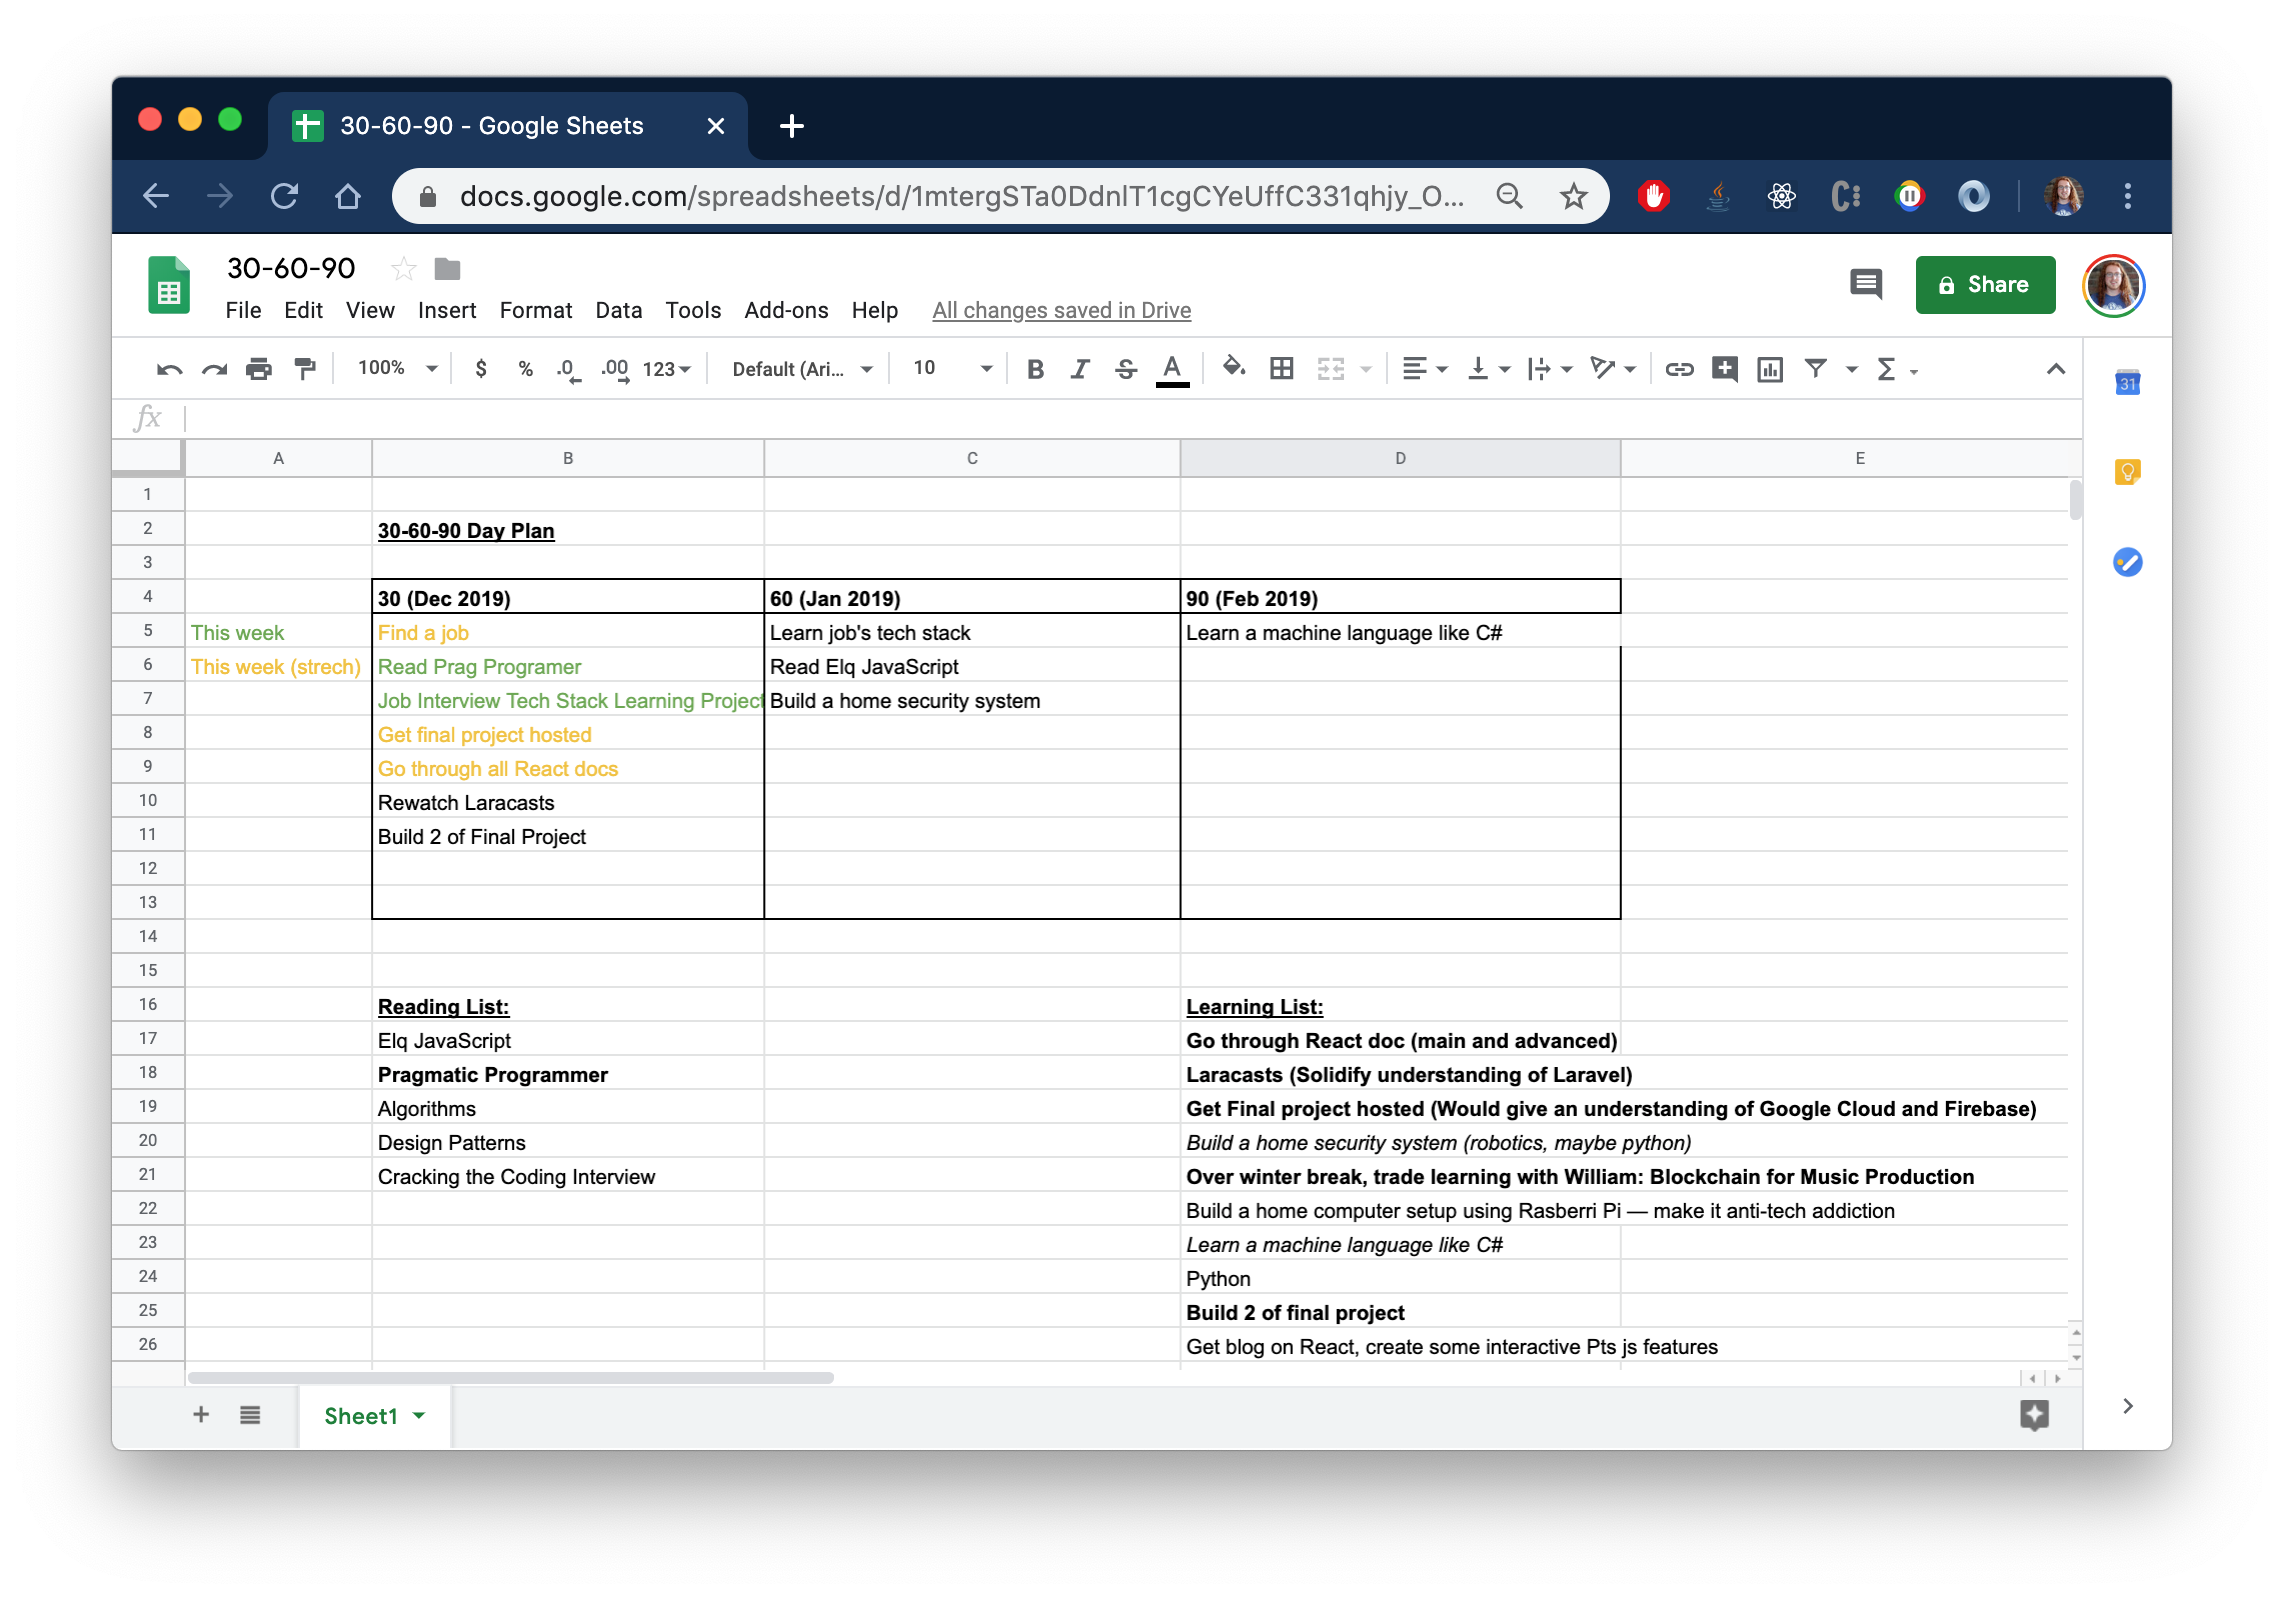 30-60-90 - Google Sheets
docs.google.com/spreadsheets/d/1mtergSTa0DdnlT1cgCYeUffC331qhjy_O...
30-60-90
File Edit View Insert Format Data Tools Add-ons Help All changes saved in Drive
Share
100% $ % .0 .00 123 Default (Ari... 10 B I S A Σ
31
fx
A B C D E
1
2 30-60-90 Day Plan
3
4 30 (Dec 2019) 60 (Jan 2019) 90 (Feb 2019)
5 This week Find a job Learn job's tech stack Learn a machine language like C#
6 This week (strech) Read Prag Programer Read Elq JavaScript
7 Job Interview Tech Stack Learning Project Build a home security system
8 Get final project hosted
9 Go through all React docs
10 Rewatch Laracasts
11 Build 2 of Final Project
12
13
14
15
16 Reading List: Learning List:
17 Elq JavaScript Go through React doc (main and advanced)
18 Pragmatic Programmer Laracasts (Solidify understanding of Laravel)
19 Algorithms Get Final project hosted (Would give an understanding of Google Cloud and Firebase)
20 Design Patterns Build a home security system (robotics, maybe python)
21 Cracking the Coding Interview Over winter break, trade learning with William: Blockchain for Music Production
22 Build a home computer setup using Rasberri Pi — make it anti-tech addiction
23 Learn a machine language like C#
24 Python
25 Build 2 of final project
26 Get blog on React, create some interactive Pts js features
Sheet1